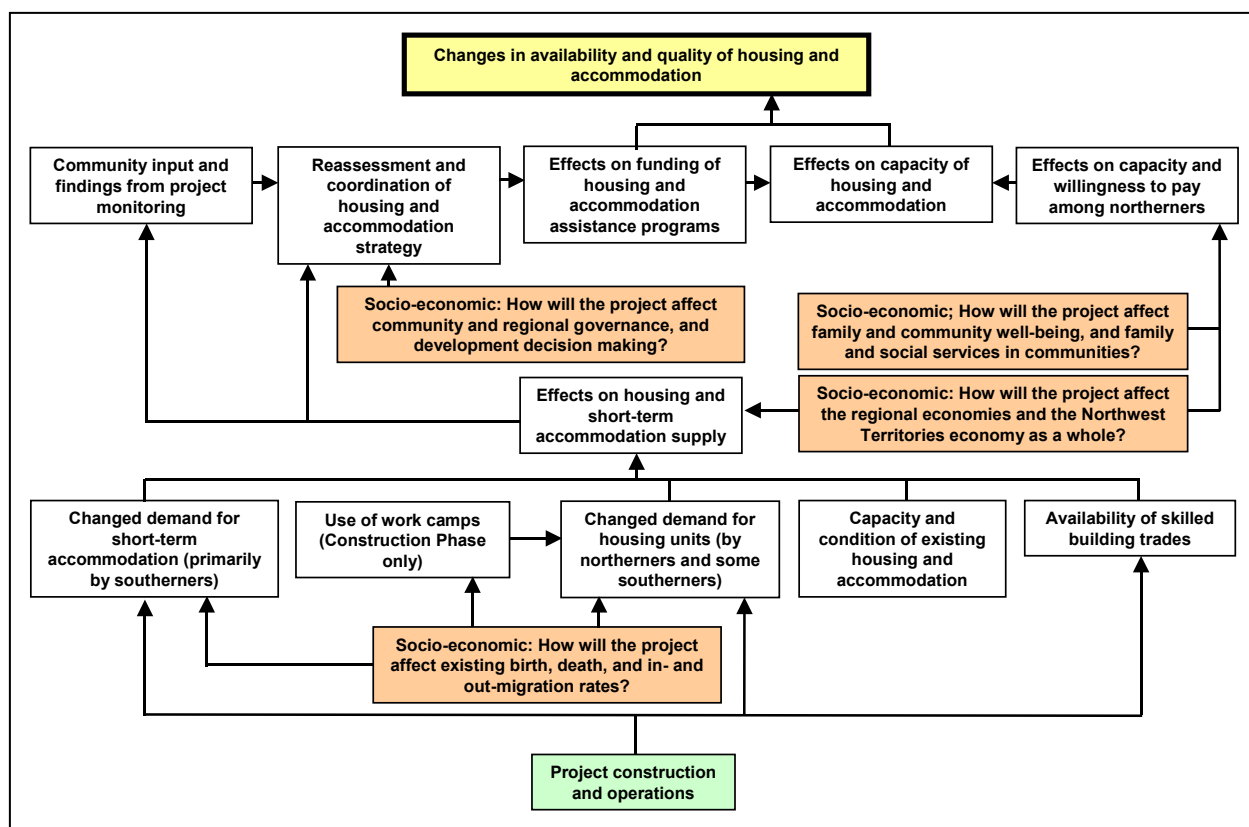 Changes in availability and quality of housing and
accommodation
Community input and
findings from project
monitoring
Reassessment and
coordination of
housing and
accommodation
strategy
Effects on funding of
housing and
accommodation
assistance programs
Effects on capacity of
housing and
accommodation
Effects on capacity and
willingness to pay
among northerners
Socio-economic: How will the project affect
community and regional governance, and
development decision making?
Socio-economic; How will the project affect
family and community well-being, and family
and social services in communities?
Effects on housing and
short-term
accommodation supply
Socio-economic: How will the project affect
the regional economies and the Northwest
Territories economy as a whole?
Changed demand for
short-term
accommodation (primarily
by southerners)
Use of work camps
(Construction Phase
only)
Changed demand for
housing units (by
northerners and some
southerners)
Capacity and
condition of existing
housing and
accommodation
Availability of skilled
building trades
Socio-economic: How will the project
affect existing birth, death, and in- and
out-migration rates?
Project construction
and operations